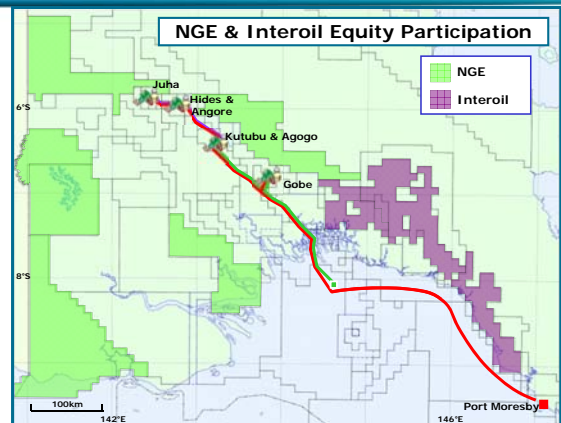 NGE & Interoil Equity Participation
NGE
Interoil
Juha
6°S
Hides &
Angore
Kutubu & Agogo
Gobe
8°S
100km
142°E
146°E
Port Moresby